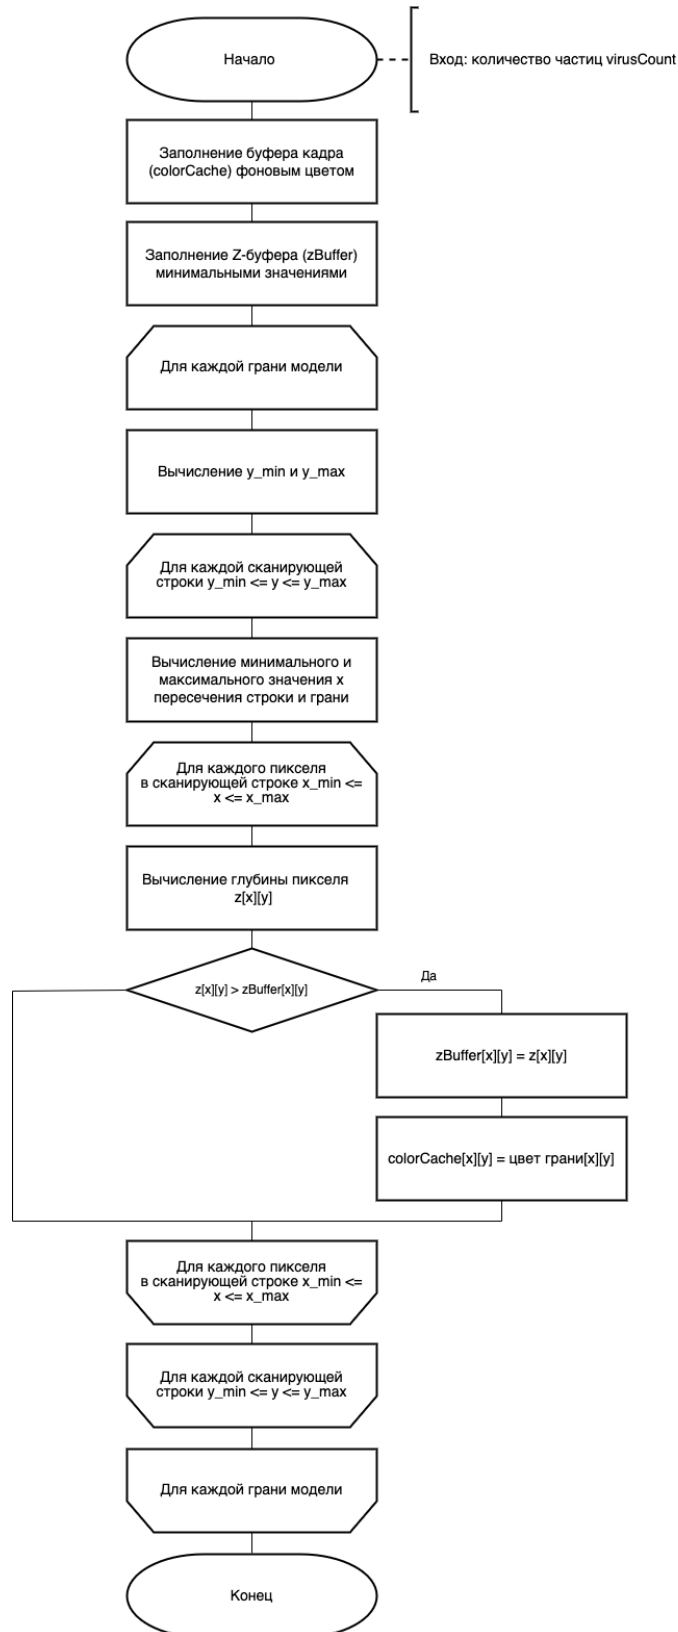 Начало
Вход: количество частиц virusCount
Заполнение буфера кадра
(colorCache) фоновым цветом
Заполнение Z-буфера (zBuffer)
минимальными значениями
Для каждой грани модели
Вычисление y_min и y_max
Для каждой сканирующей
строки y_min <= y <= y_max
Вычисление минимального и
максимального значения x
пересечения строки и грани
Для каждого пикселя
в сканирующей строке x_min <=
x <= x_max
Вычисление глубины пикселя
z[x][y]
z[x][y] > zBuffer[x][y]
Да
zBuffer[x][y] = z[x][y]
colorCache[x][y] = цвет грани[x][y]
Для каждого пикселя
в сканирующей строке x_min <=
x <= x_max
Для каждой сканирующей
строки y_min <= y <= y_max
Для каждой грани модели
Конец